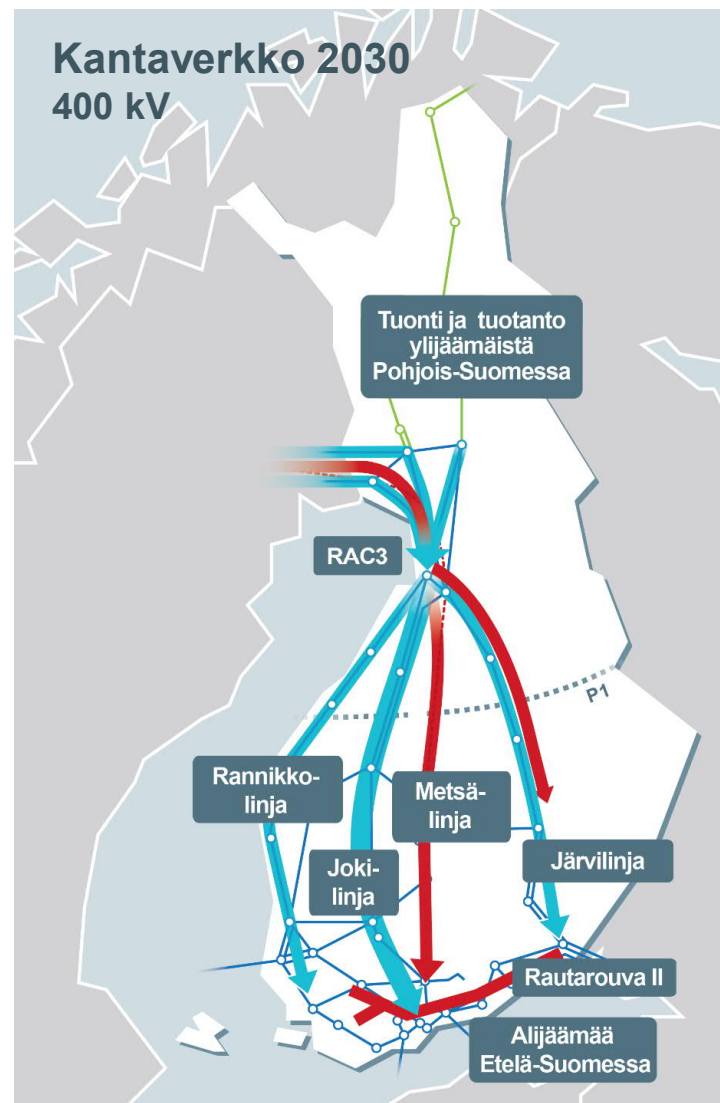 Kantaverkko 2030
400 kV
Tuonti ja tuotanto
ylijäämäistä
Pohjois-Suomessa
RAC3
P1
Rannikko-
linja
Metsä-
linja
Joki-
linja
Järvilinja
Rautarouva II
Alijäämää
Etelä-Suomessa